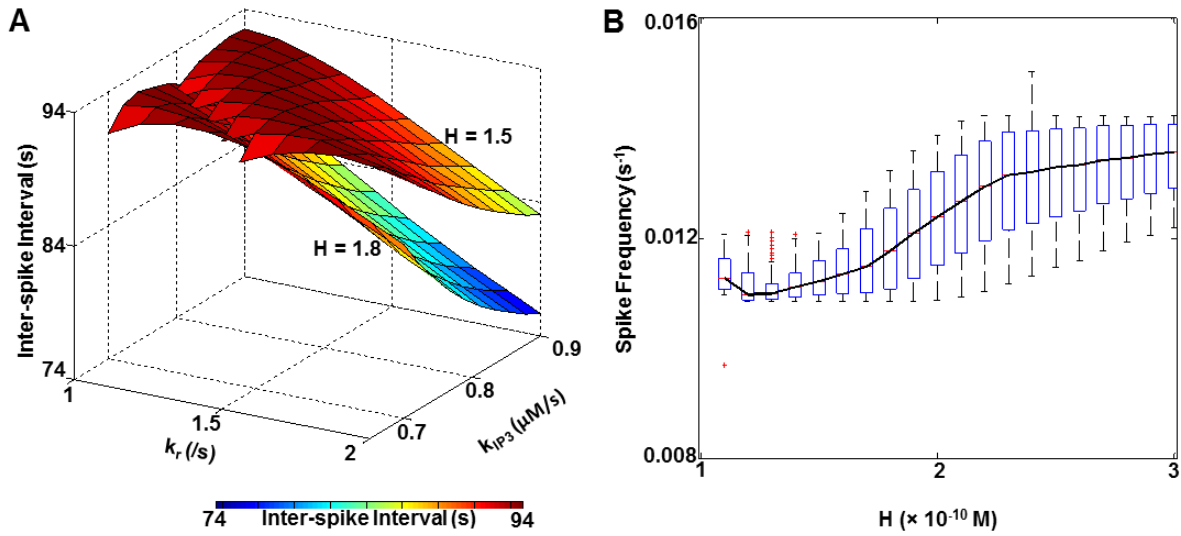 A
94
84
74
Inter-spike Interval (s)
H = 1.5
H = 1.8
1
1.5
2
k_r (/s)
0.7
0.8
0.9
k_IP3 (μM/s)
74
Inter-spike Interval (s)
94
B
0.016
0.012
0.008
Spike Frequency (s⁻¹)
1
2
3
H (× 10⁻¹⁰ M)